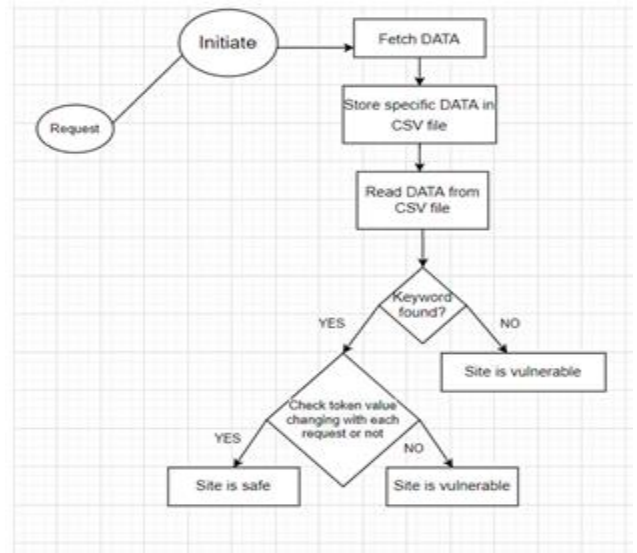 Initiate
Fetch DATA
Request
Store specific DATA in
CSV file
Read DATA from
CSV file
Keyword
found?
YES
NO
Site is vulnerable
Check token value
changing with each
request or not
YES
NO
Site is safe
Site is vulnerable